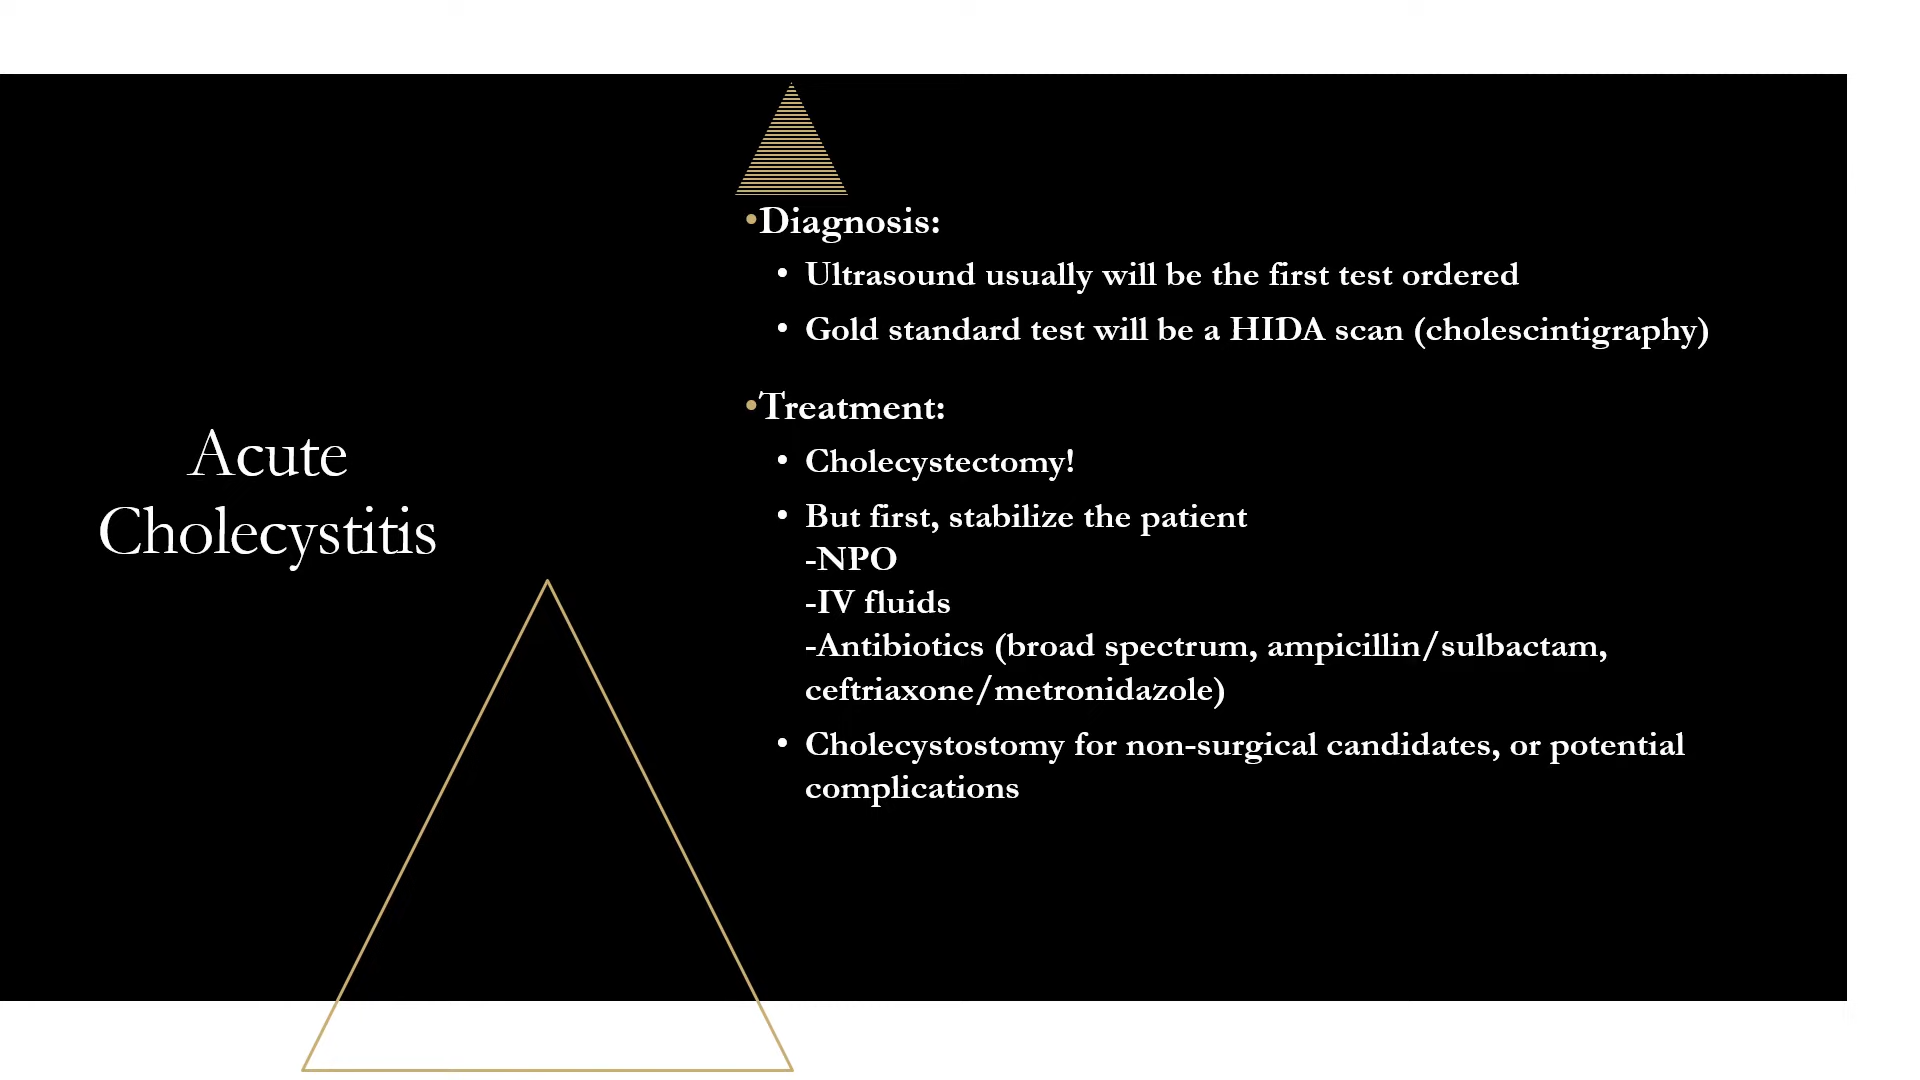 Acute
Cholecystitis
•Diagnosis:
• Ultrasound usually will be the first test ordered
• Gold standard test will be a HIDA scan (cholescintigraphy)
•Treatment:
• Cholecystectomy!
• But first, stabilize the patient
-NPO
-IV fluids
-Antibiotics (broad spectrum, ampicillin/sulbactam,
ceftriaxone/metronidazole)
• Cholecystostomy for non-surgical candidates, or potential
complications